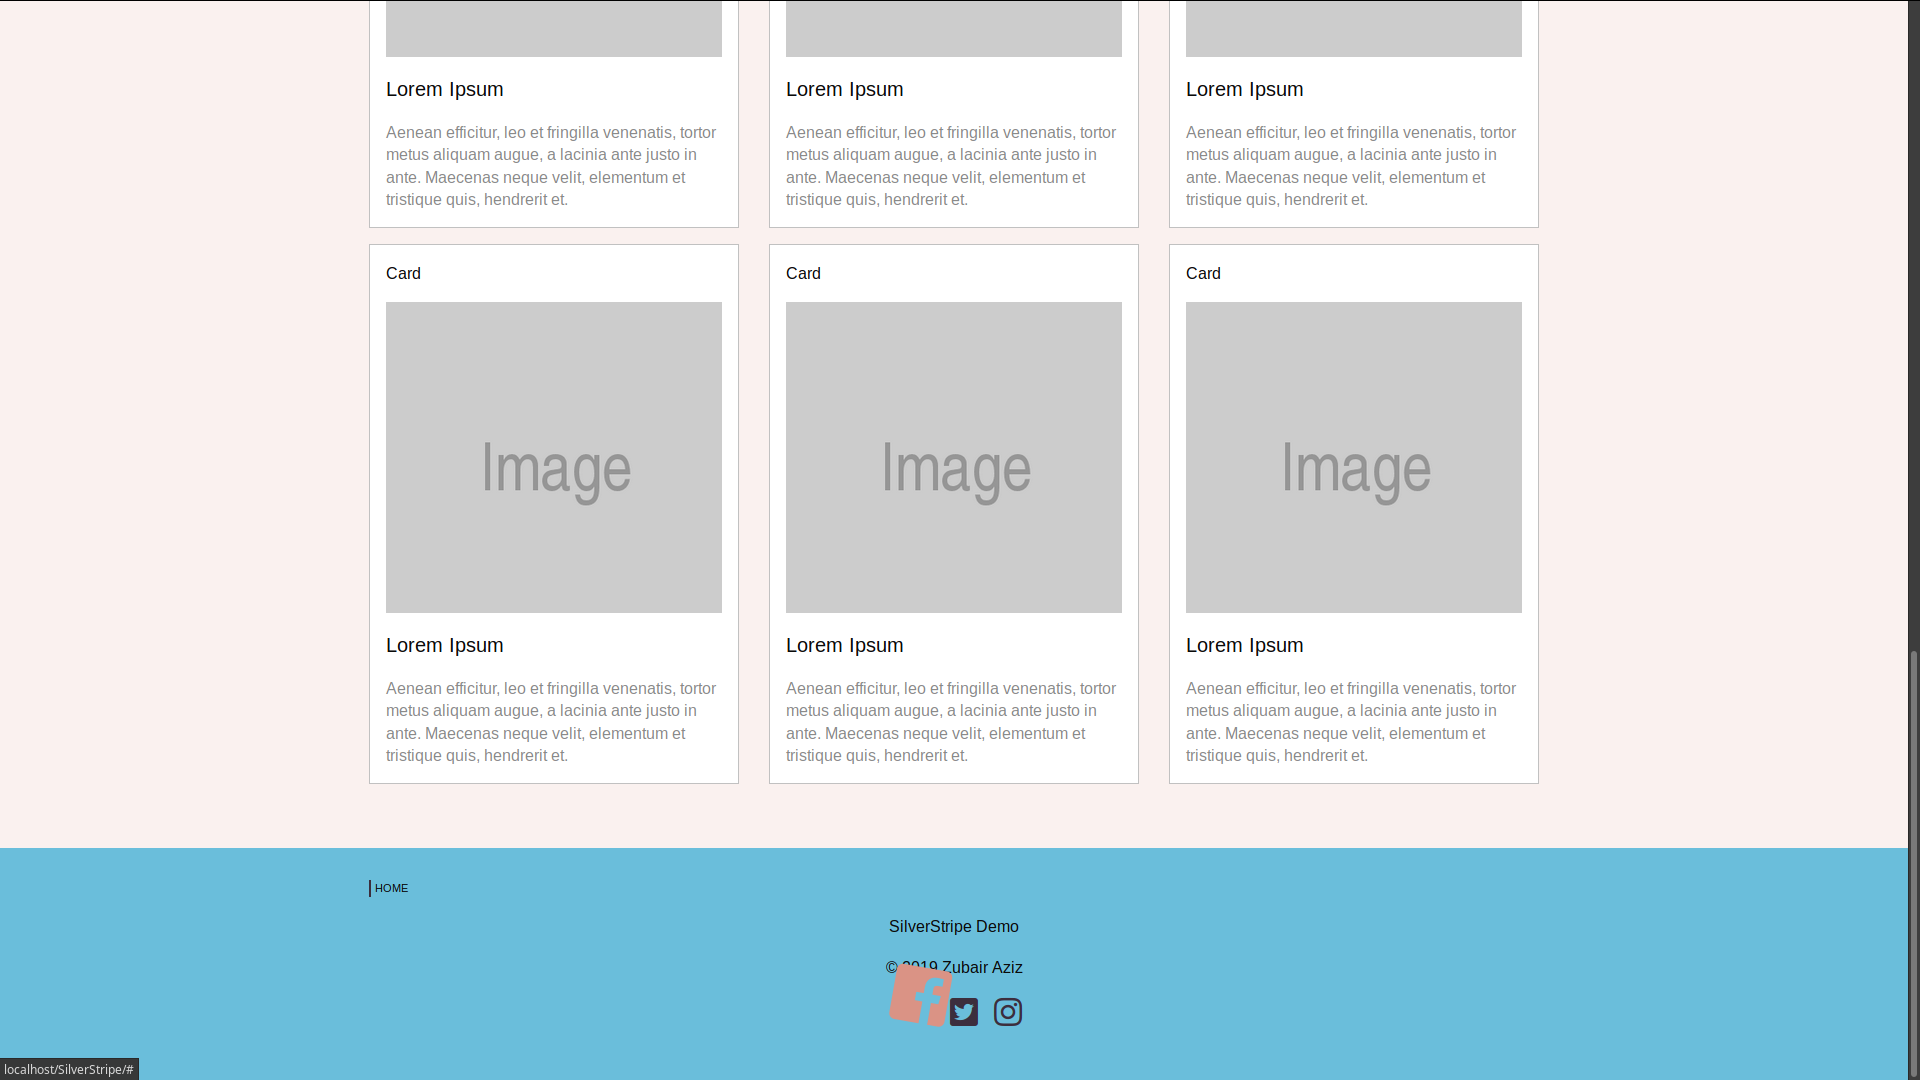 Lorem Ipsum
Aenean efficitur, leo et fringilla venenatis, tortor
metus aliquam augue, a lacinia ante justo in
ante. Maecenas neque velit, elementum et
tristique quis, hendrerit et.
Lorem Ipsum
Aenean efficitur, leo et fringilla venenatis, tortor
metus aliquam augue, a lacinia ante justo in
ante. Maecenas neque velit, elementum et
tristique quis, hendrerit et.
Lorem Ipsum
Aenean efficitur, leo et fringilla venenatis, tortor
metus aliquam augue, a lacinia ante justo in
ante. Maecenas neque velit, elementum et
tristique quis, hendrerit et.
Card
Image
Lorem Ipsum
Aenean efficitur, leo et fringilla venenatis, tortor
metus aliquam augue, a lacinia ante justo in
ante. Maecenas neque velit, elementum et
tristique quis, hendrerit et.
Card
Image
Lorem Ipsum
Aenean efficitur, leo et fringilla venenatis, tortor
metus aliquam augue, a lacinia ante justo in
ante. Maecenas neque velit, elementum et
tristique quis, hendrerit et.
Card
Image
Lorem Ipsum
Aenean efficitur, leo et fringilla venenatis, tortor
metus aliquam augue, a lacinia ante justo in
ante. Maecenas neque velit, elementum et
tristique quis, hendrerit et.
HOME
SilverStripe Demo
© 2019 Zubair Aziz
localhost/SilverStripe/#